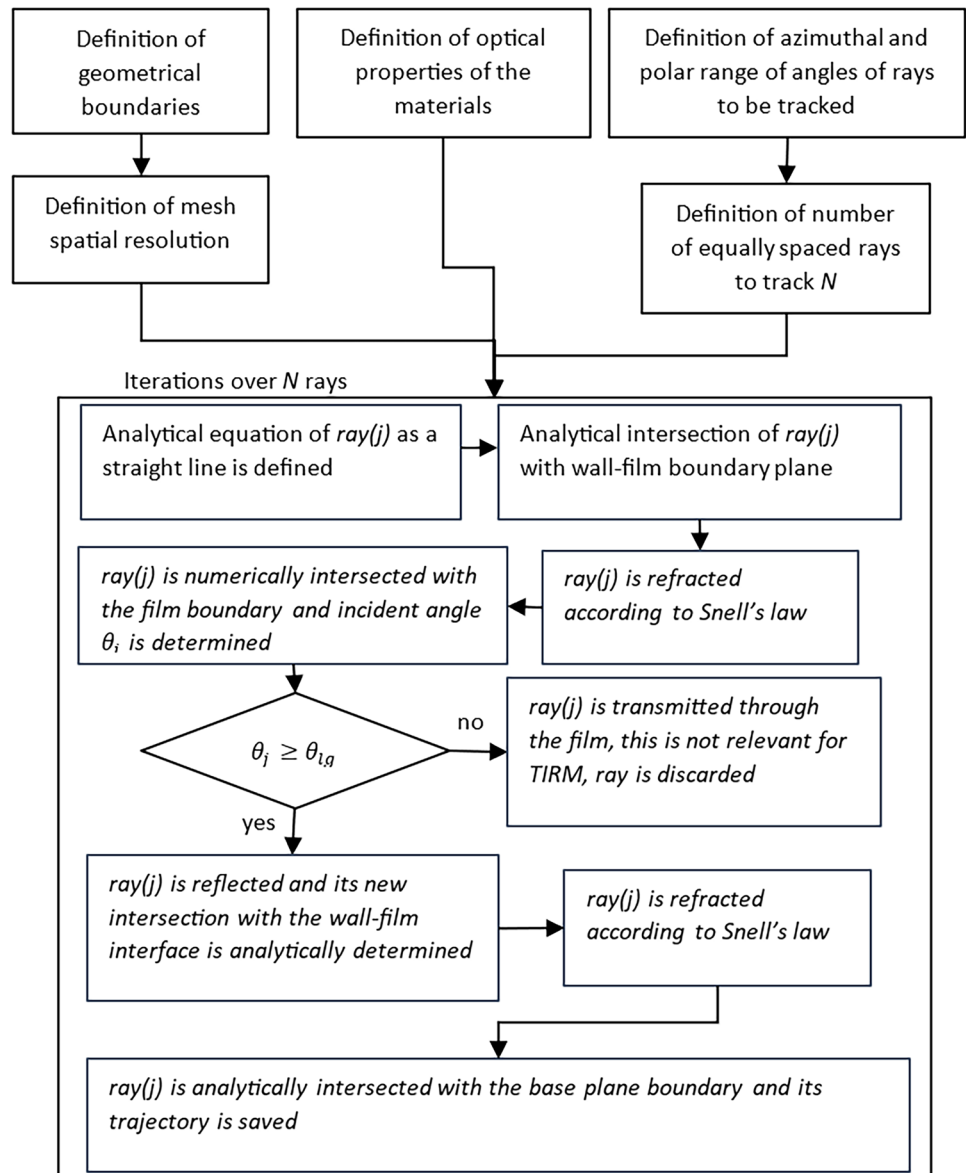 Definition of
geometrical
boundaries
Definition of optical
properties of the
materials
Definition of azimuthal and
polar range of angles of rays
to be tracked
Definition of mesh
spatial resolution
Definition of number
of equally spaced rays
to track N
Iterations over N rays
Analytical equation of ray(j) as a
straight line is defined
Analytical intersection of ray(j)
with wall-film boundary plane
ray(j) is refracted
according to Snell’s law
ray(j) is numerically intersected with
the film boundary and incident angle
θⱼ is determined
θⱼ ≥ θl,g
no
ray(j) is transmitted through
the film, this is not relevant for
TIRM, ray is discarded
yes
ray(j) is reflected and its new
intersection with the wall-film
interface is analytically determined
ray(j) is refracted
according to Snell’s law
ray(j) is analytically intersected with the base plane boundary and its
trajectory is saved